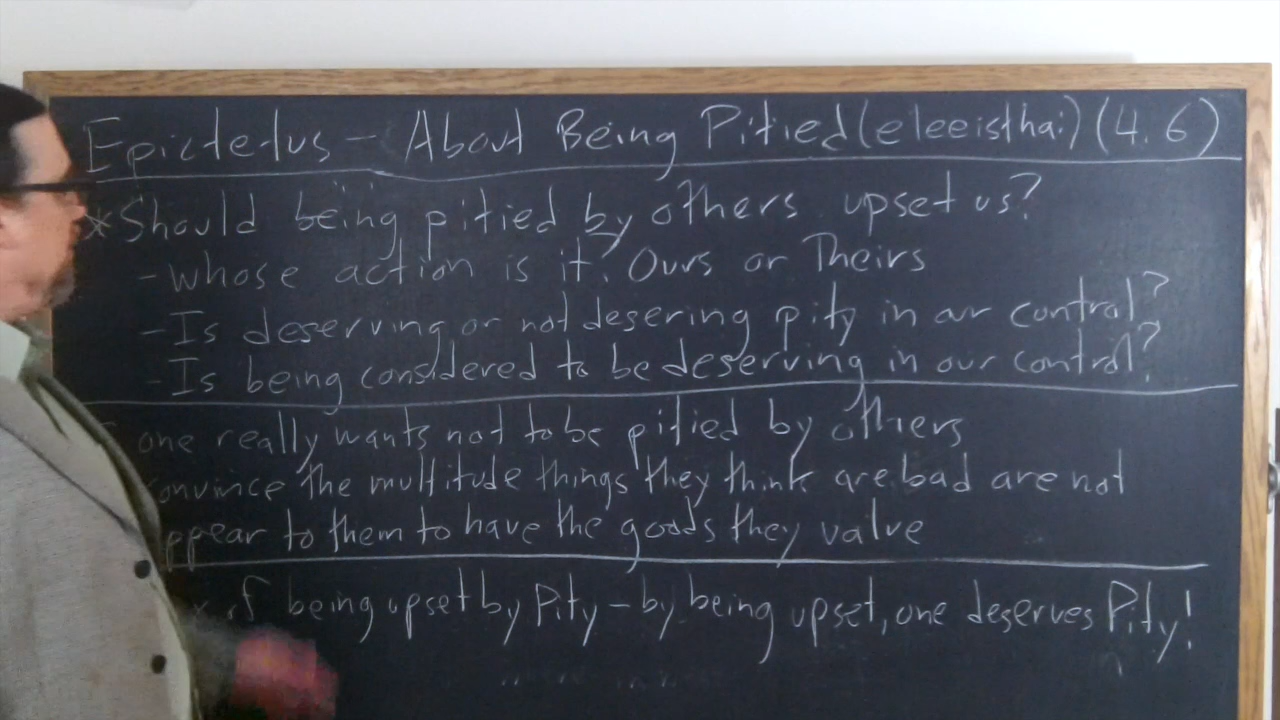 Epictetus - About Being Pitied (eleeisthai) (4.6)
* Should being pitied by others upset us?
- whose action is it? Ours or Theirs
- Is deserving or not desering pity in our control?
- Is being considered to be deserving in our control?
one really wants not to be pitied by others
onvince the multitude things they think are bad are not
ppear to them to have the goods they value
* if being upset by Pity - by being upset, one deserves Pity!